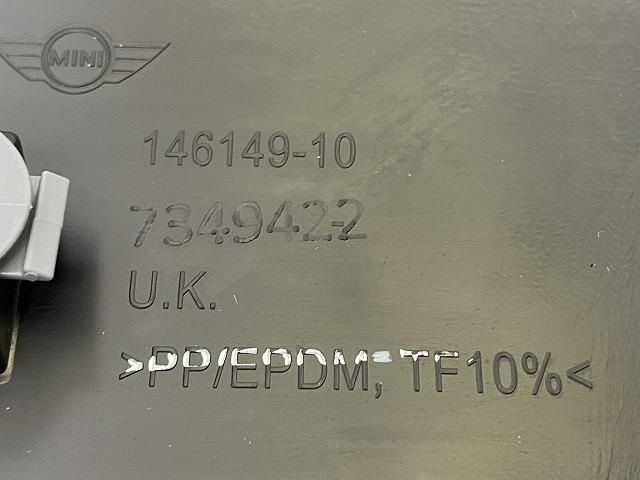 MINI
146149-10
7349422
U.K.
>PP/EPDM, TF10%<